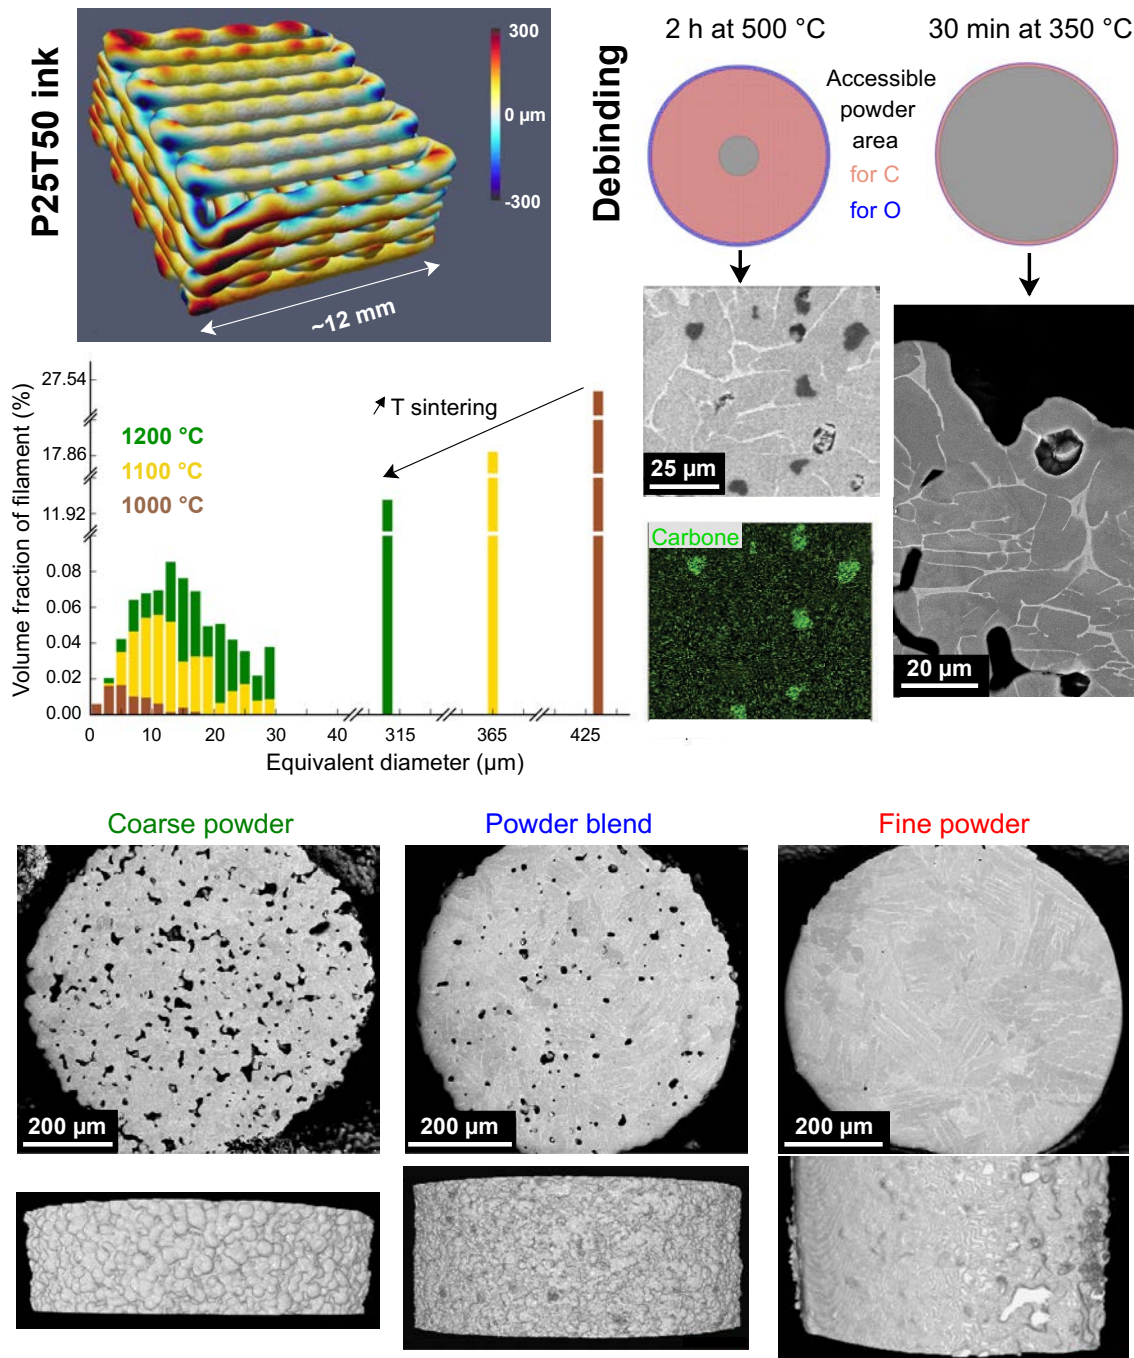 P25T50 ink
300
0 µm
-300
~12 mm
Debinding
2 h at 500 °C
30 min at 350 °C
Accessible
powder
area
for C
for O
25 µm
Carbone
20 µm
Volume fraction of filament (%)
27.54
17.86
11.92
0.08
0.06
0.04
0.02
0.00
↗ T sintering
1200 °C
1100 °C
1000 °C
0 10 20 30 40 315 365 425
Equivalent diameter (µm)
Coarse powder
Powder blend
Fine powder
200 µm
200 µm
200 µm